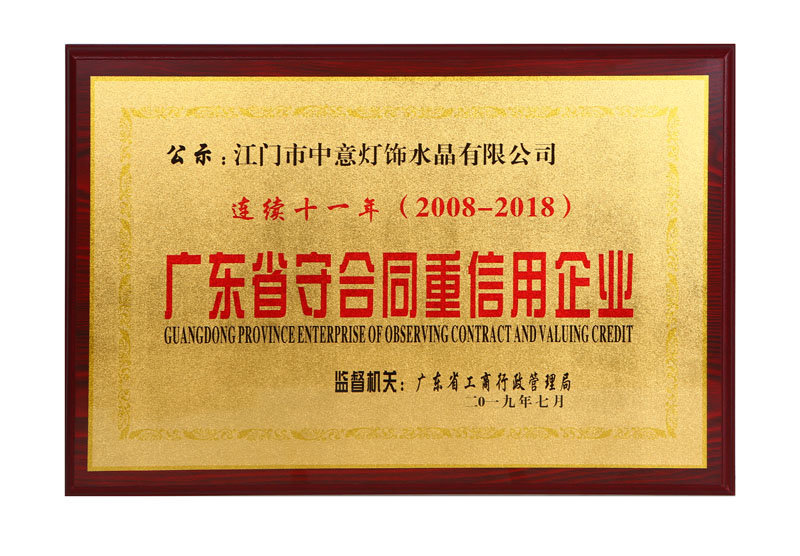 公示：江门市中意灯饰水晶有限公司
连续十一年（2008-2018）
广东省守合同重信用企业
GUANGDONG PROVINCE ENTERPRISE OF OBSERVING CONTRACT AND VALUING CREDIT
监督机关：广东省工商行政管理局
二0一九年七月